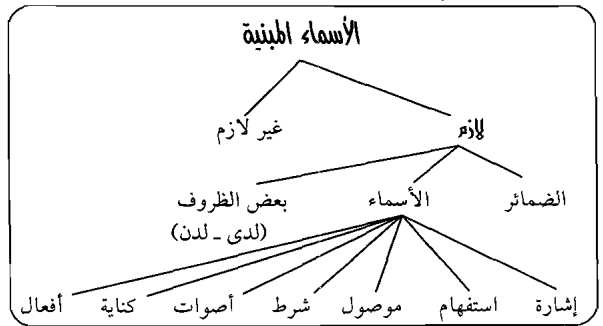 الأسماء المبنية
لازم غير لازم
الضمائر الأسماء بعض الظروف
(لدى ـ لدن)
إشارة استفهام موصول شرط أصوات كناية أفعال